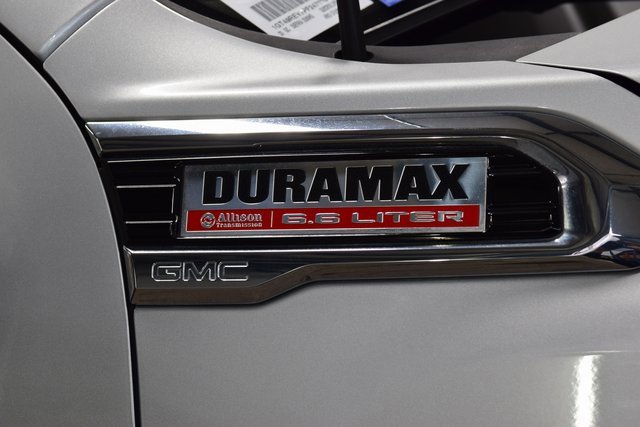 DURAMAX
Allison Transmission 6.6 LITER
GMC